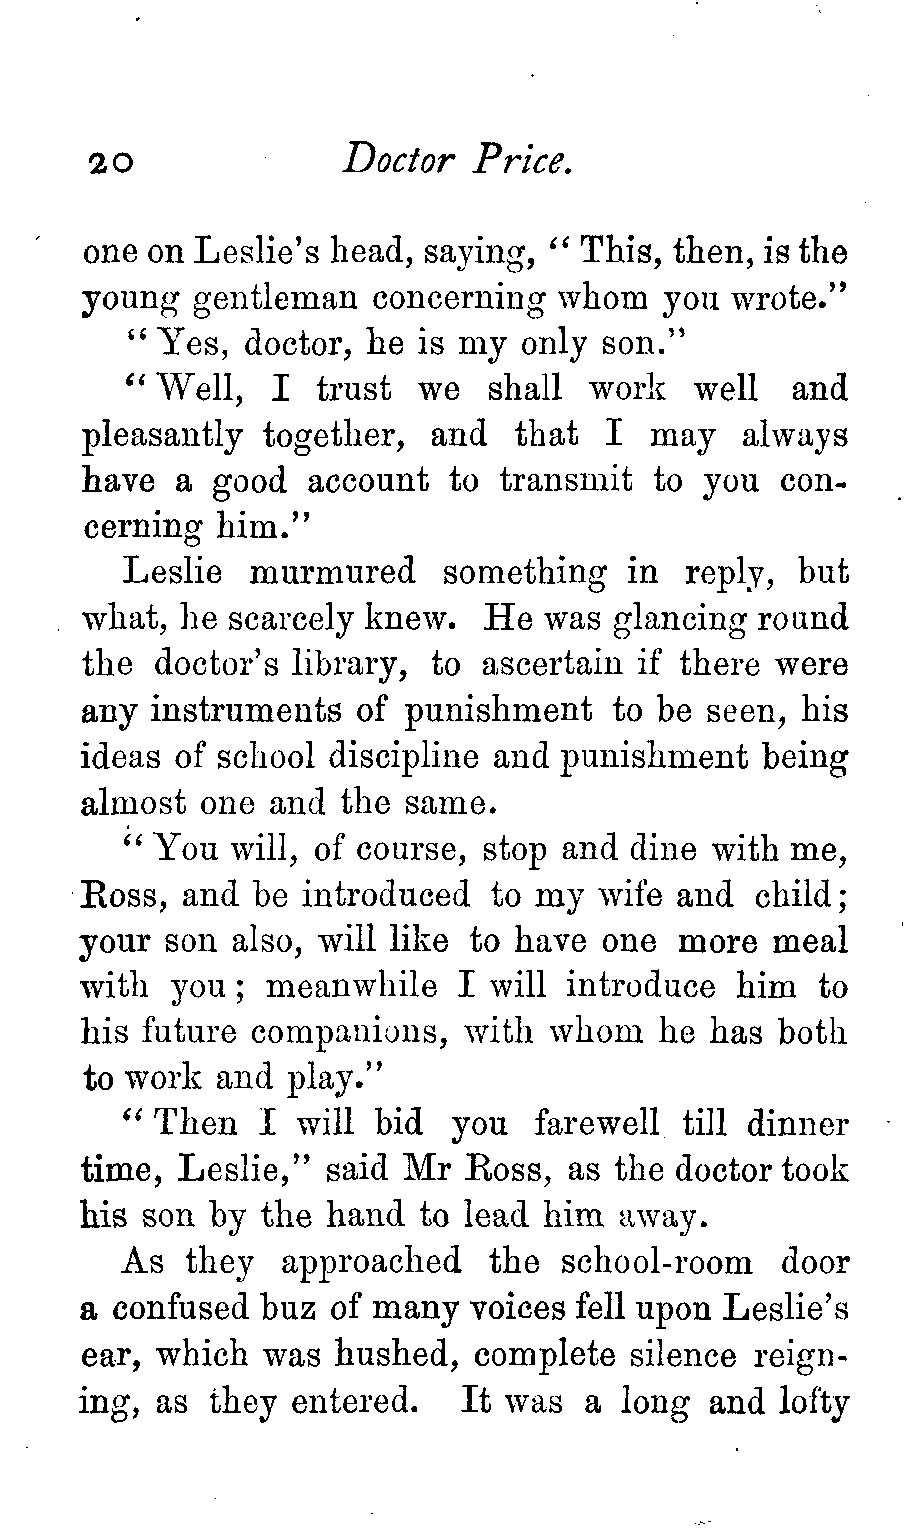 20 Doctor Price.
one on Leslie's head, saying, "This, then, is the
young gentleman concerning whom you wrote."
"Yes, doctor, he is my only son."
"Well, I trust we shall work well and
pleasantly together, and that I may always
have a good account to transmit to you con-
cerning him."
Leslie murmured something in reply, but
what, he scarcely knew. He was glancing round
the doctor's library, to ascertain if there were
any instruments of punishment to be seen, his
ideas of school discipline and punishment being
almost one and the same.
"You will, of course, stop and dine with me,
Ross, and be introduced to my wife and child;
your son also, will like to have one more meal
with you; meanwhile I will introduce him to
his future companions, with whom he has both
to work and play."
"Then I will bid you farewell till dinner
time, Leslie," said Mr Ross, as the doctor took
his son by the hand to lead him away.
As they approached the school-room door
a confused buz of many voices fell upon Leslie's
ear, which was hushed, complete silence reign-
ing, as they entered. It was a long and lofty